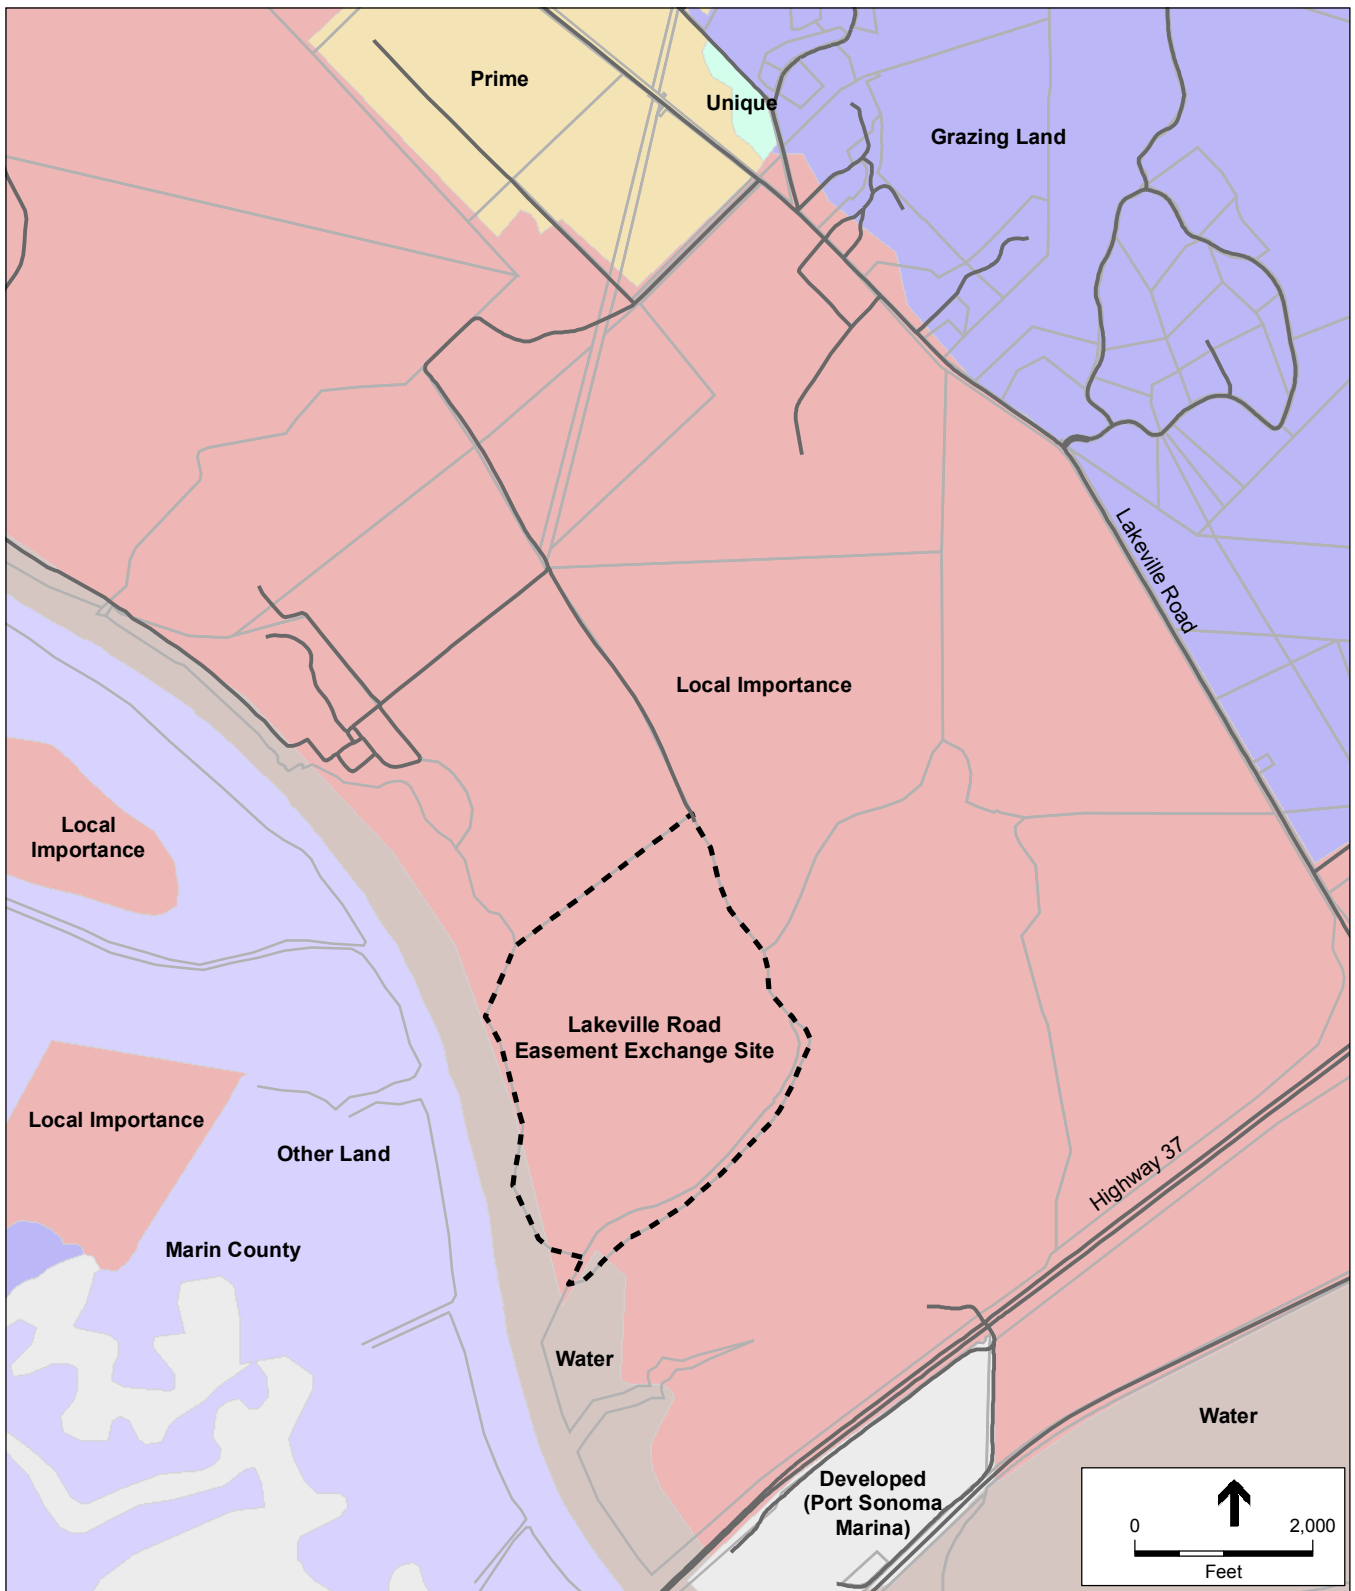 Prime
Unique
Grazing Land
Lakeville Road
Local Importance
Local
Importance
Lakeville Road
Easement Exchange Site
Local Importance
Other Land
Highway 37
Marin County
Water
Water
Developed
(Port Sonoma
Marina)
0 2,000
Feet